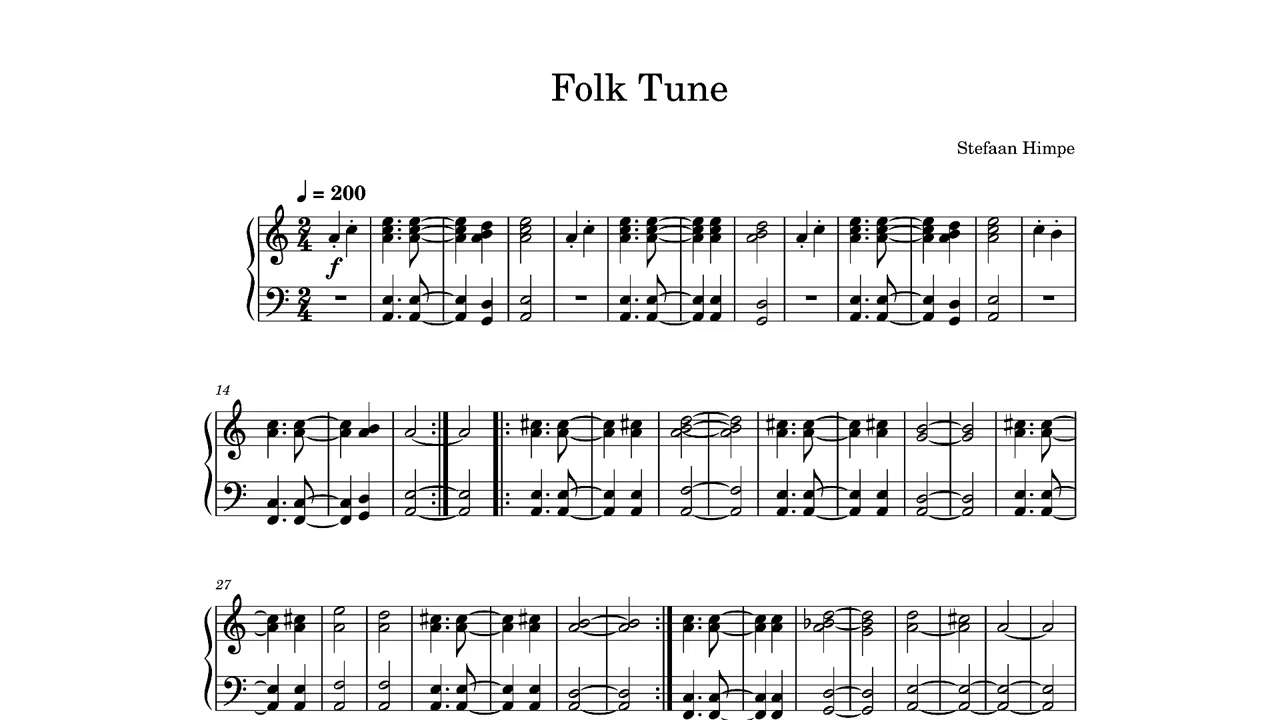 Folk Tune
Stefaan Himpe
♩ = 200
2 4
f
2 4
14
27